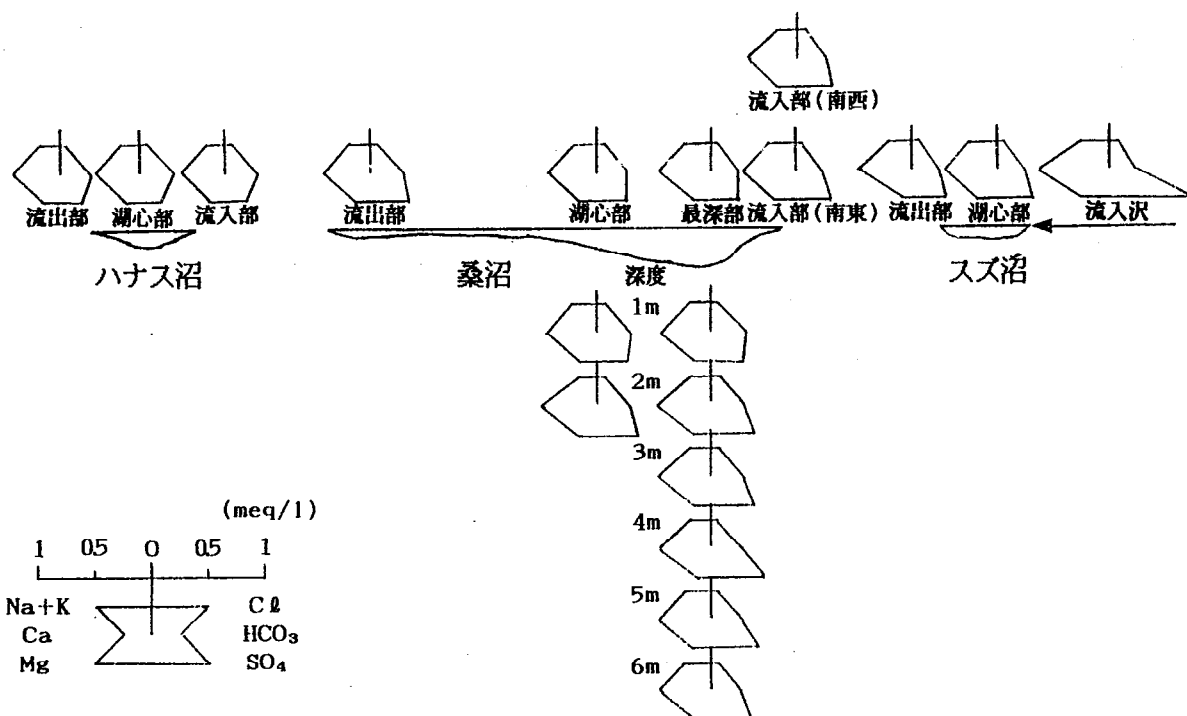 流入部(南西)
流出部 湖心部 流入部 流出部 湖心部 最深部 流入部(南東) 流出部 湖心部 流入沢
ハナス沼 桑沼 深度 スズ沼
1m
2m
3m
4m
5m
6m
(meq/l)
1 0.5 0 0.5 1
Na+K Cl
Ca HCO₃
Mg SO₄